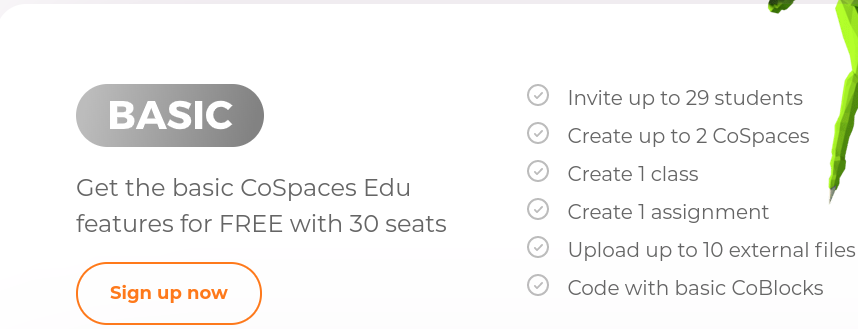 BASIC
Get the basic CoSpaces Edu
features for FREE with 30 seats
Sign up now
Invite up to 29 students
Create up to 2 CoSpaces
Create 1 class
Create 1 assignment
Upload up to 10 external files
Code with basic CoBlocks